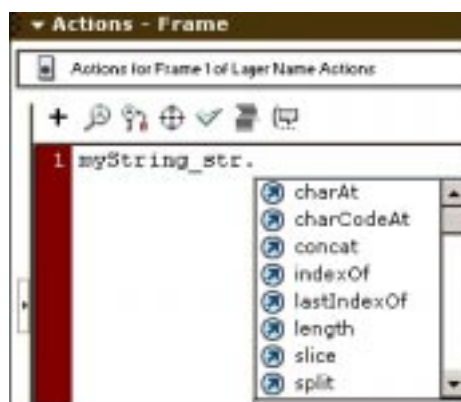 Actions - Frame
Actions for Frame 1 of Layer Name Actions
1 myString_str.
charAt
charCodeAt
concat
indexOf
lastIndexOf
length
slice
split